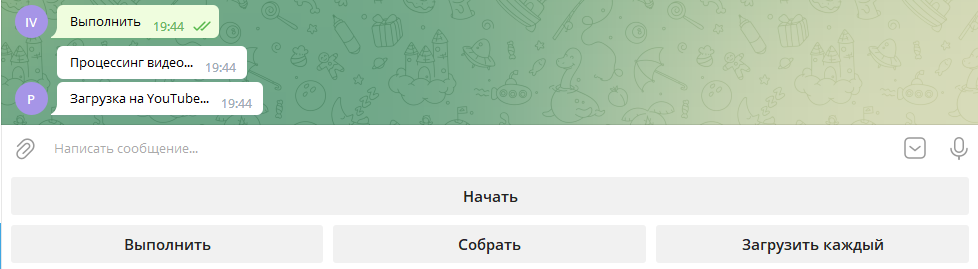 IV
Выполнить 19:44
Процессинг видео... 19:44
P
Загрузка на YouTube... 19:44
Написать сообщение...
Начать
Выполнить
Собрать
Загрузить каждый